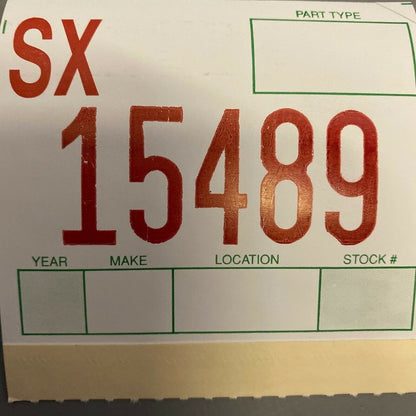 SX
PART TYPE
15489
YEAR MAKE LOCATION STOCK #